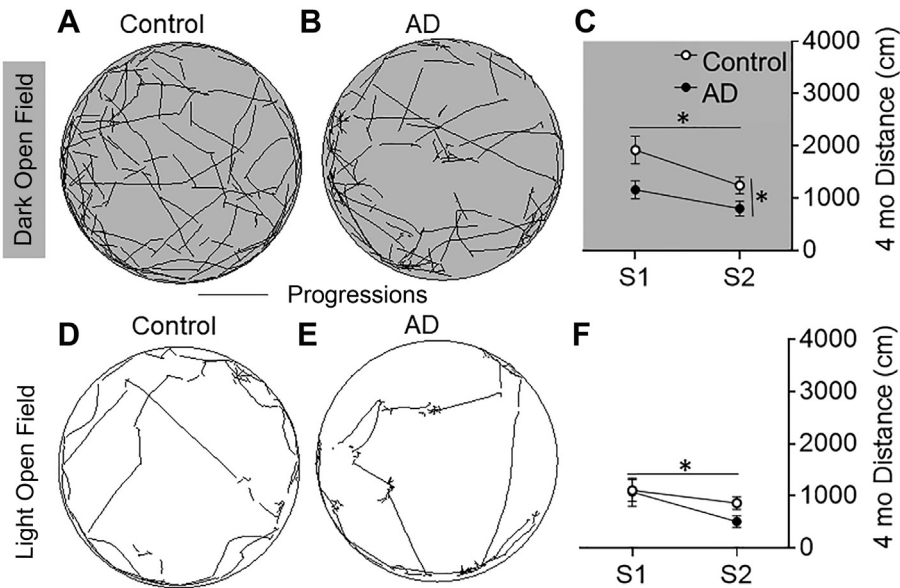 A Control
B AD
C
Dark Open Field
Control
AD
*
*
4000
3000
2000
1000
0
4 mo Distance (cm)
S1 S2
Progressions
D Control
E AD
F
Light Open Field
*
4000
3000
2000
1000
0
4 mo Distance (cm)
S1 S2